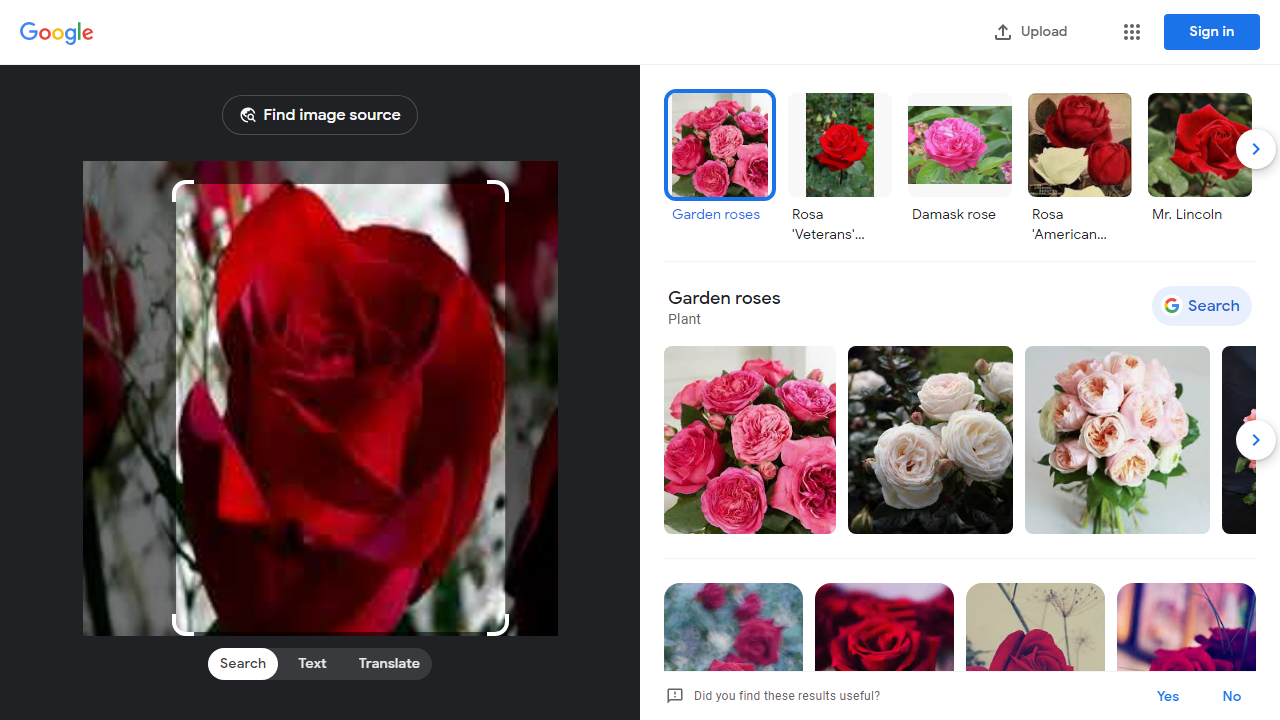 Google
Upload
Sign in
Find image source
Garden roses
Rosa
'Veterans'...
Damask rose
Rosa
'American...
Mr. Lincoln
Garden roses
Plant
Search
Search
Text
Translate
Did you find these results useful?
Yes
No